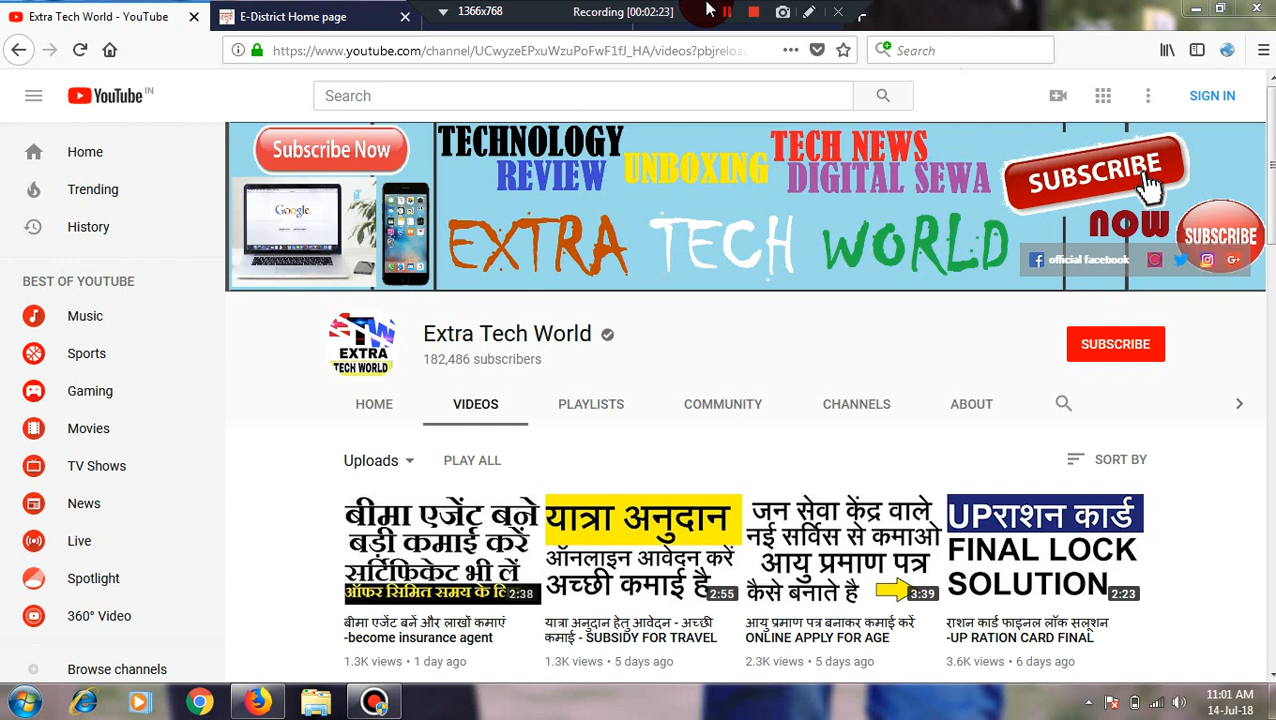 Extra Tech World - YouTube
E-District Home page
1366x768
Recording [00:02:23]
https://www.youtube.com/channel/UCwyzeEPxuWzuPoFwF1fJ_HA/videos?pbjreloa
Search
YouTube IN
Search
SIGN IN
Home
Trending
History
BEST OF YOUTUBE
Music
Sports
Gaming
Movies
TV Shows
News
Live
Spotlight
360° Video
Browse channels
Subscribe Now
Google
TECHNOLOGY
REVIEW
UNBOXING
TECH NEWS
DIGITAL SEWA
EXTRA TECH WORLD
SUBSCRIBE
NOW
SUBSCRIBE
official facebook
EXTRA
TECH WORLD
Extra Tech World
182,486 subscribers
SUBSCRIBE
HOME
VIDEOS
PLAYLISTS
COMMUNITY
CHANNELS
ABOUT
Uploads
PLAY ALL
SORT BY
बीमा एजेंट बने
बड़ी कमाई करें
सर्टिफिकेट भी लें
ऑफर सिमित समय के लि
2:38
बीमा एजेंट बनें और लाखों कमाएं
-become insurance agent
1.3K views • 1 day ago
यात्रा अनुदान
ऑनलाइन आवेदन करें
अच्छी कमाई है
2:55
यात्रा अनुदान हेतु आवेदन - अच्छी
कमाई - SUBSIDY FOR TRAVEL
1.3K views • 5 days ago
जन सेवा केंद्र वाले
नई सर्विस से कमाओ
आयु प्रमाण पत्र
कैसे बनाते है
3:39
आयु प्रमाण पत्र बनाकर कमाई करें
ONLINE APPLY FOR AGE
2.3K views • 5 days ago
UPराशन कार्ड
FINAL LOCK
SOLUTION
2:23
राशन कार्ड फाइनल लॉक सलूशन
-UP RATION CARD FINAL
3.6K views • 6 days ago
11:01 AM
14-Jul-18